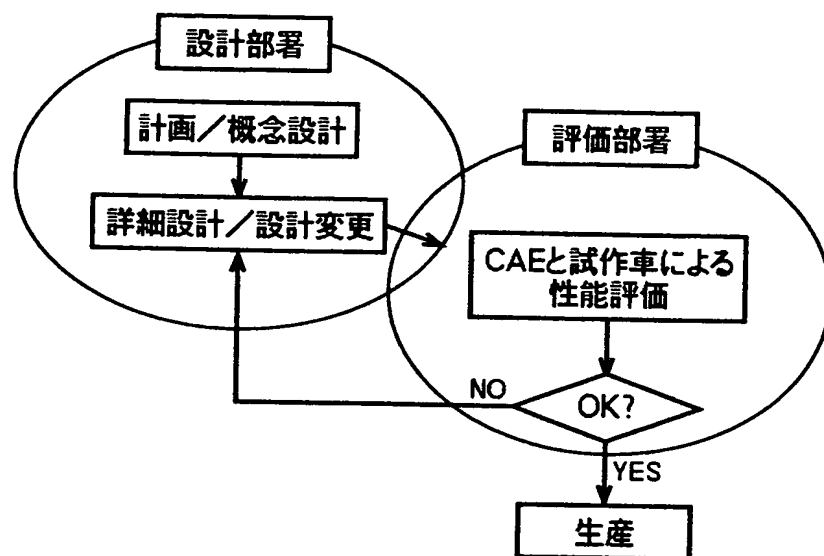 設計部署
計画／概念設計
詳細設計／設計変更
評価部署
CAEと試作車による
性能評価
OK?
NO
YES
生産